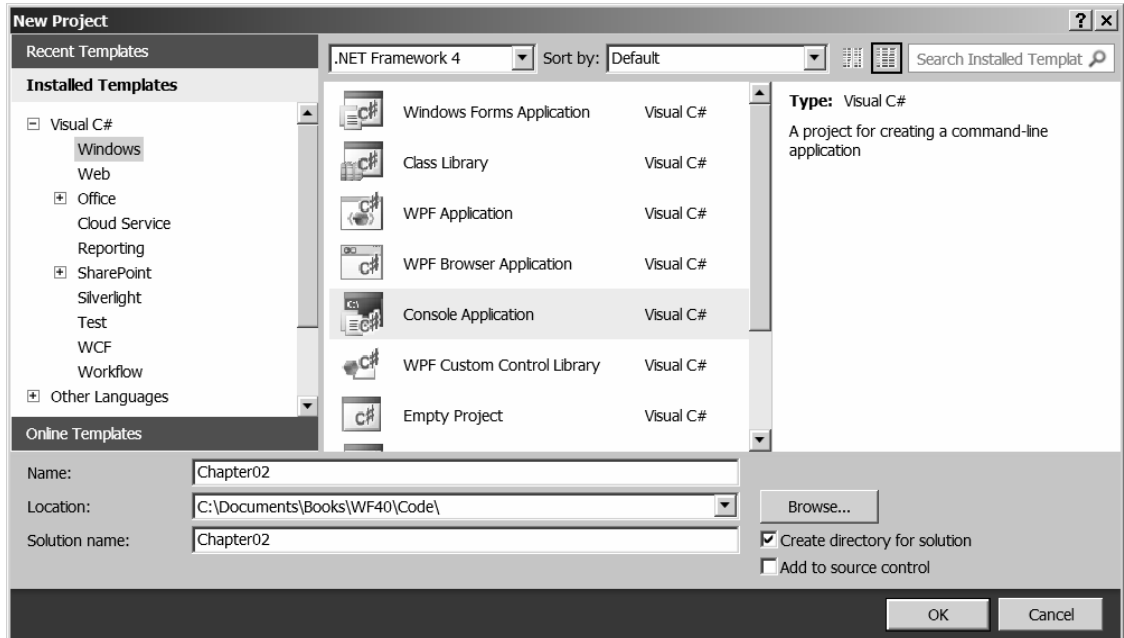 New Project
Recent Templates
.NET Framework 4 Sort by: Default Search Installed Templat
Installed Templates
Visual C#
Windows
Web
Office
Cloud Service
Reporting
SharePoint
Silverlight
Test
WCF
Workflow
Other Languages
Online Templates
Windows Forms Application Visual C#
Class Library Visual C#
WPF Application Visual C#
WPF Browser Application Visual C#
Console Application Visual C#
WPF Custom Control Library Visual C#
Empty Project Visual C#
Type: Visual C#
A project for creating a command-line
application
Name: Chapter02
Location: C:\Documents\Books\WF40\Code\ Browse...
Solution name: Chapter02
Create directory for solution
Add to source control
OK Cancel